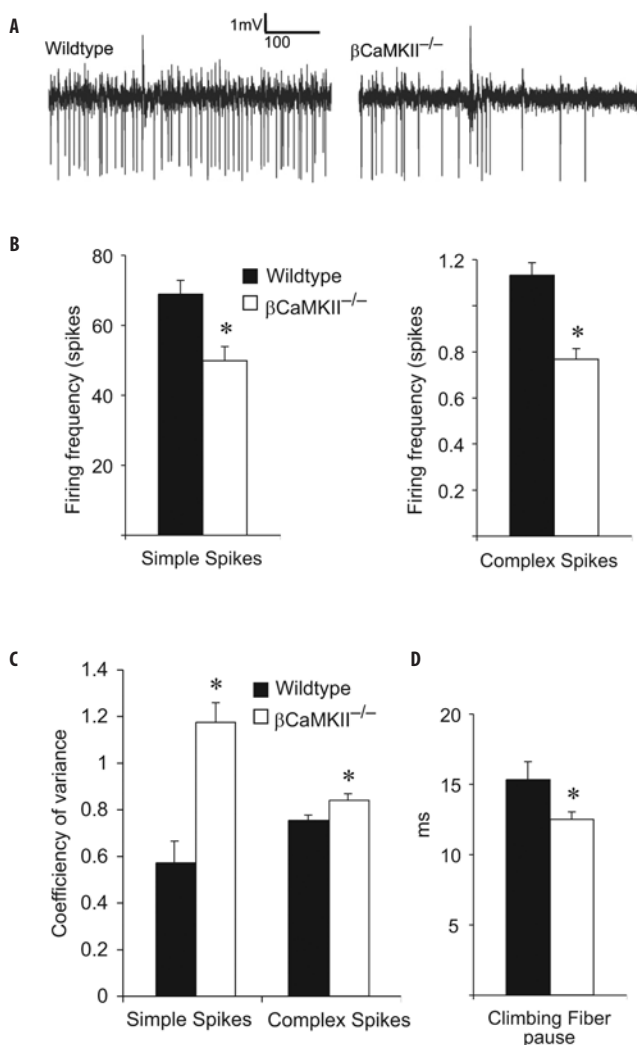 A
1mV
100
Wildtype
βCaMKII–/–
B
80
60
40
20
Firing frequency (spikes
Wildtype
βCaMKII–/–
*
Simple Spikes
1.2
1
0.8
0.6
0.4
0.2
Firing frequency (spikes
*
Complex Spikes
C
1.4
1.2
1
0.8
0.6
0.4
0.2
0
Coefficiency of variance
Wildtype
βCaMKII–/–
*
*
Simple Spikes
Complex Spikes
D
20
15
10
5
ms
*
Climbing Fiber
pause